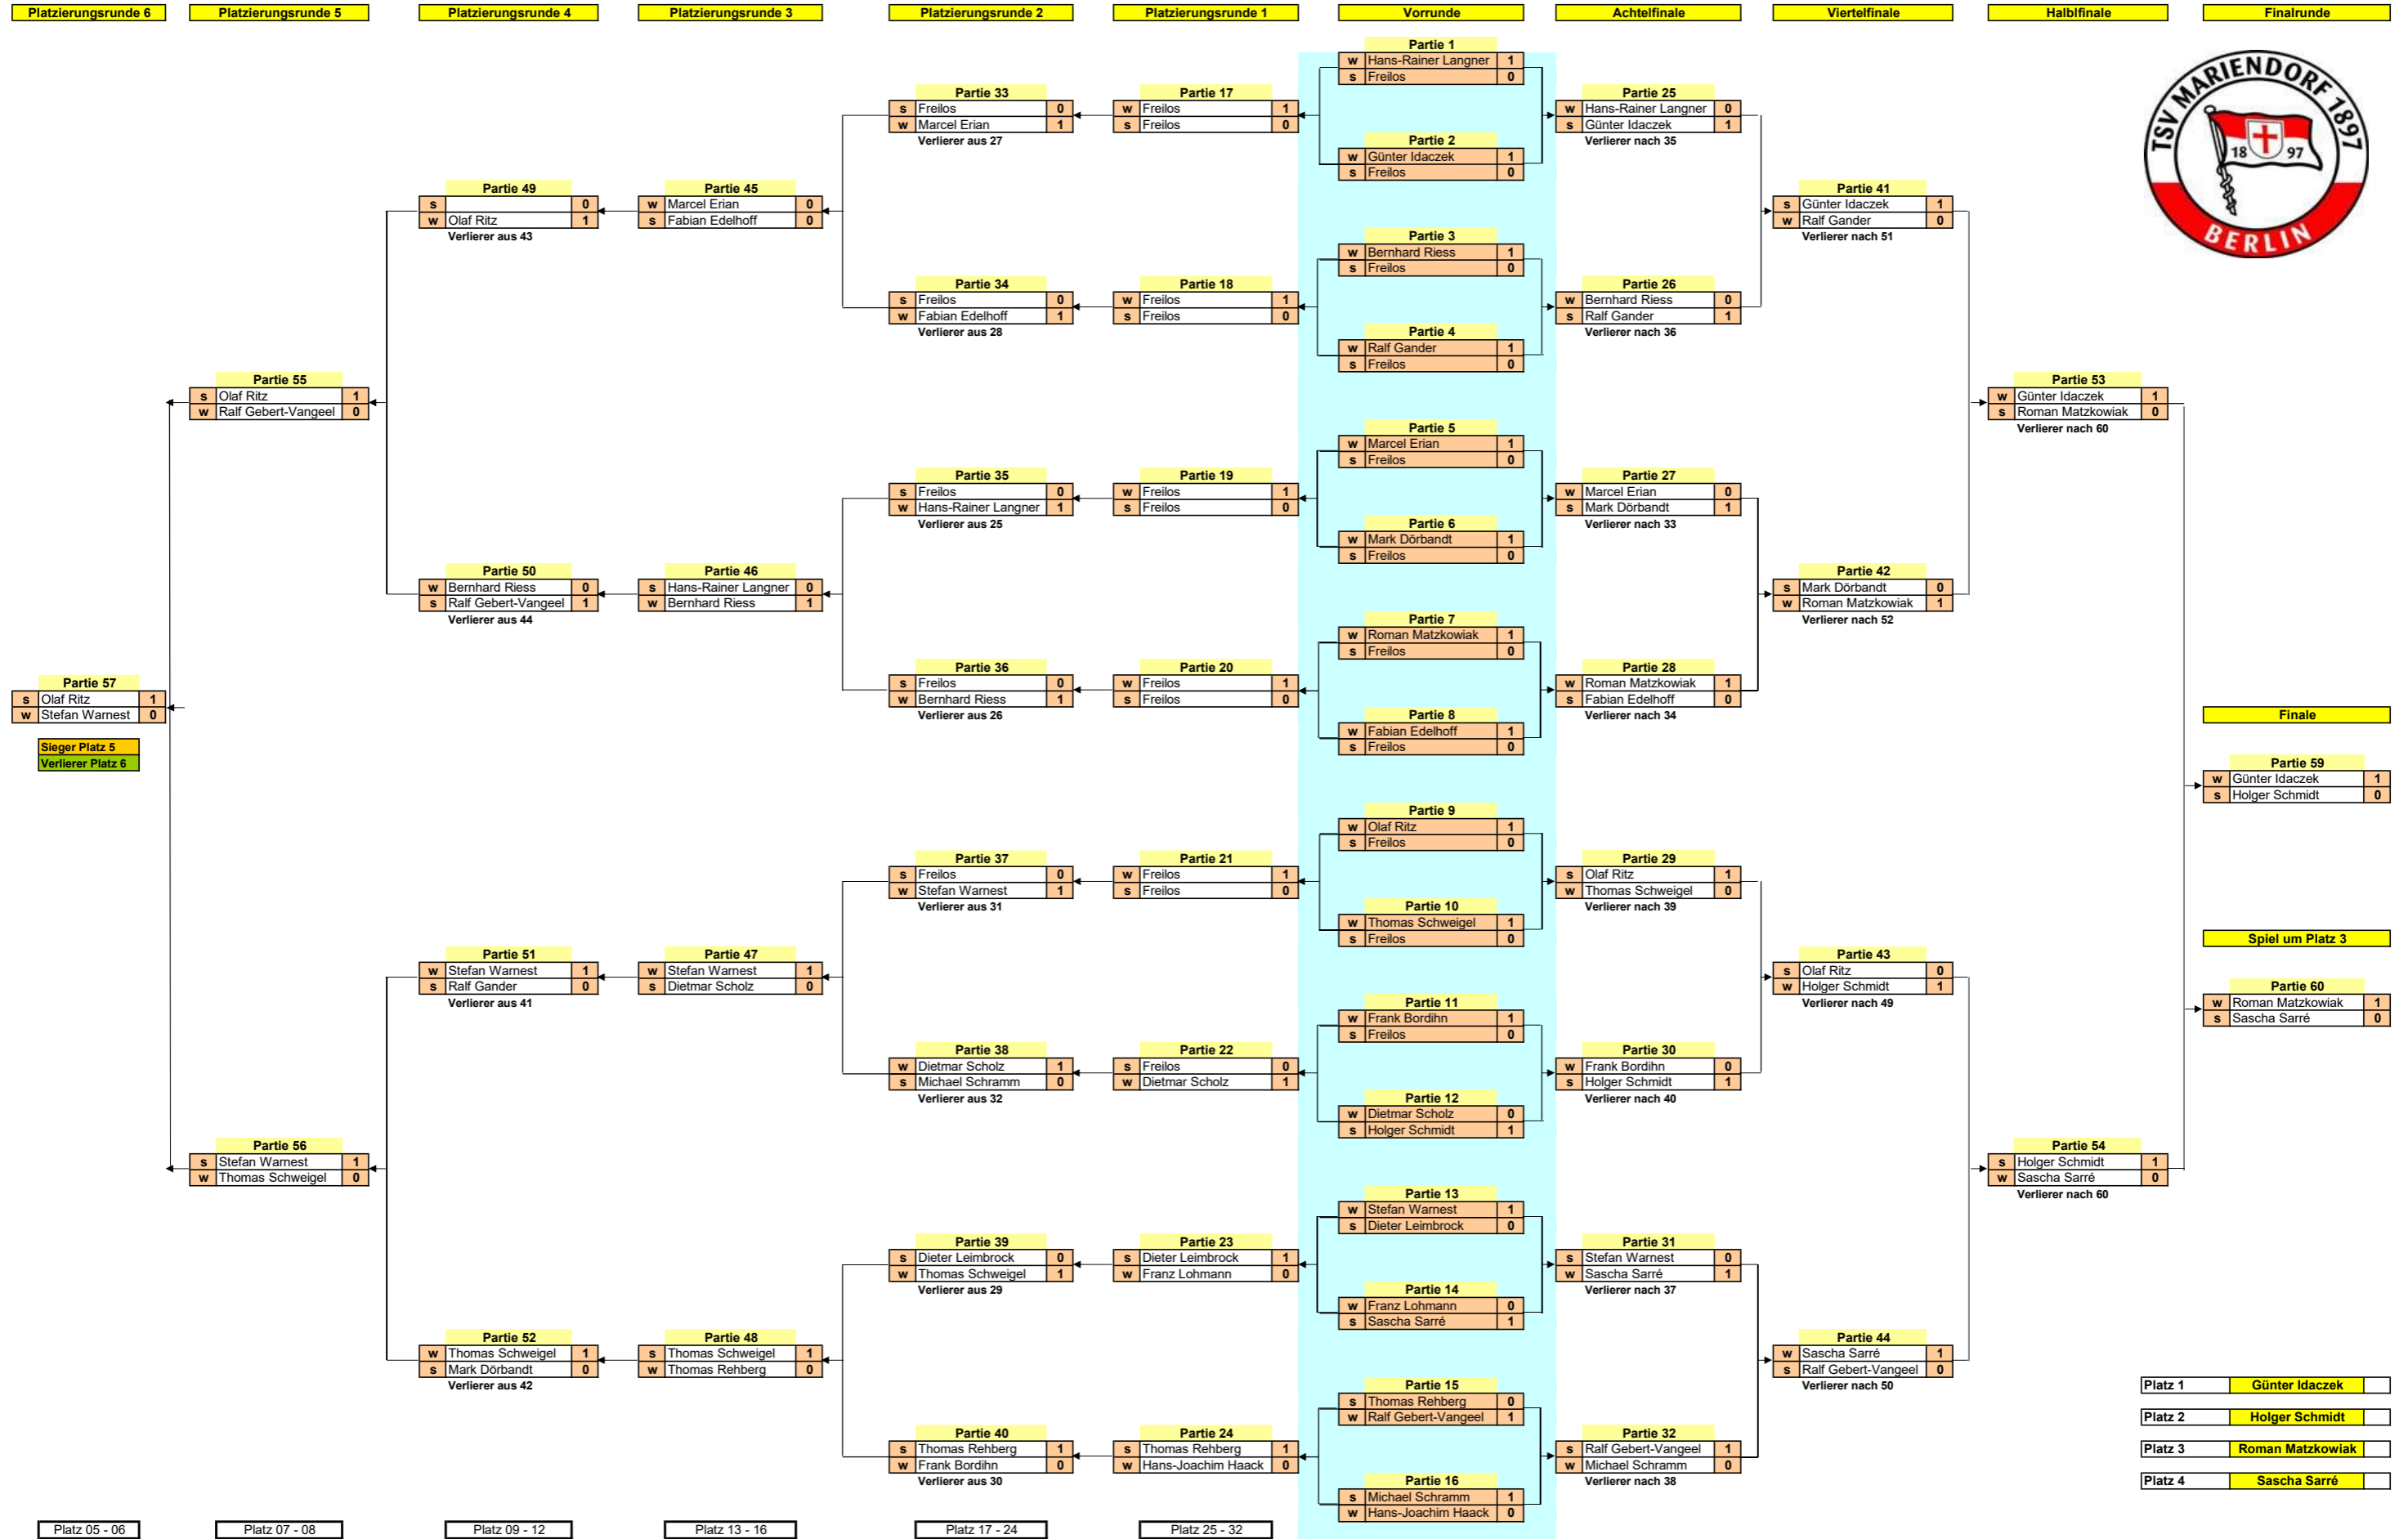 Platzierungsrunde 6
Platzierungsrunde 5
Platzierungsrunde 4
Platzierungsrunde 3
Platzierungsrunde 2
Platzierungsrunde 1
Vorrunde
Achtelfinale
Viertelfinale
Halblfinale
Finalrunde
TSV MARIENDORF 1897
18 97
BERLIN
Partie 57
s Olaf Ritz 1
w Stefan Warnest 0
Sieger Platz 5
Verlierer Platz 6
Platz 05 - 06
Partie 55
s Olaf Ritz 1
w Ralf Gebert-Vangeel 0
Partie 56
s Stefan Warnest 1
w Thomas Schweigel 0
Platz 07 - 08
Partie 49
s 0
w Olaf Ritz 1
Verlierer aus 43
Partie 50
w Bernhard Riess 0
s Ralf Gebert-Vangeel 1
Verlierer aus 44
Partie 51
w Stefan Warnest 1
s Ralf Gander 0
Verlierer aus 41
Partie 52
w Thomas Schweigel 1
s Mark Dörbandt 0
Verlierer aus 42
Platz 09 - 12
Partie 45
w Marcel Erian 0
s Fabian Edelhoff 0
Partie 46
s Hans-Rainer Langner 0
w Bernhard Riess 1
Partie 47
w Stefan Warnest 1
s Dietmar Scholz 0
Partie 48
s Thomas Schweigel 1
w Thomas Rehberg 0
Platz 13 - 16
Partie 33
s Freilos 0
w Marcel Erian 1
Verlierer aus 27
Partie 34
s Freilos 0
w Fabian Edelhoff 1
Verlierer aus 28
Partie 35
s Freilos 0
w Hans-Rainer Langner 1
Verlierer aus 25
Partie 36
s Freilos 0
w Bernhard Riess 1
Verlierer aus 26
Partie 37
s Freilos 0
w Stefan Warnest 1
Verlierer aus 31
Partie 38
w Dietmar Scholz 1
s Michael Schramm 0
Verlierer aus 32
Partie 39
s Dieter Leimbrock 0
w Thomas Schweigel 1
Verlierer aus 29
Partie 40
s Thomas Rehberg 1
w Frank Bordihn 0
Verlierer aus 30
Platz 17 - 24
Partie 17
w Freilos 1
s Freilos 0
Partie 18
w Freilos 1
s Freilos 0
Partie 19
w Freilos 1
s Freilos 0
Partie 20
w Freilos 1
s Freilos 0
Partie 21
w Freilos 1
s Freilos 0
Partie 22
s Freilos 0
w Dietmar Scholz 1
Partie 23
s Dieter Leimbrock 1
w Franz Lohmann 0
Partie 24
s Thomas Rehberg 1
w Hans-Joachim Haack 0
Platz 25 - 32
Partie 1
w Hans-Rainer Langner 1
s Freilos 0
Partie 2
w Günter Idaczek 1
s Freilos 0
Partie 3
w Bernhard Riess 1
s Freilos 0
Partie 4
w Ralf Gander 1
s Freilos 0
Partie 5
w Marcel Erian 1
s Freilos 0
Partie 6
w Mark Dörbandt 1
s Freilos 0
Partie 7
w Roman Matzkowiak 1
s Freilos 0
Partie 8
w Fabian Edelhoff 1
s Freilos 0
Partie 9
w Olaf Ritz 1
s Freilos 0
Partie 10
w Thomas Schweigel 1
s Freilos 0
Partie 11
w Frank Bordihn 1
s Freilos 0
Partie 12
w Dietmar Scholz 0
s Holger Schmidt 1
Partie 13
w Stefan Warnest 1
s Dieter Leimbrock 0
Partie 14
w Franz Lohmann 0
s Sascha Sarré 1
Partie 15
s Thomas Rehberg 0
w Ralf Gebert-Vangeel 1
Partie 16
s Michael Schramm 1
w Hans-Joachim Haack 0
Partie 25
w Hans-Rainer Langner 0
s Günter Idaczek 1
Verlierer nach 35
Partie 26
w Bernhard Riess 0
s Ralf Gander 1
Verlierer nach 36
Partie 27
w Marcel Erian 0
s Mark Dörbandt 1
Verlierer nach 33
Partie 28
w Roman Matzkowiak 1
s Fabian Edelhoff 0
Verlierer nach 34
Partie 29
s Olaf Ritz 1
w Thomas Schweigel 0
Verlierer nach 39
Partie 30
w Frank Bordihn 0
s Holger Schmidt 1
Verlierer nach 40
Partie 31
s Stefan Warnest 0
w Sascha Sarré 1
Verlierer nach 37
Partie 32
s Ralf Gebert-Vangeel 1
w Michael Schramm 0
Verlierer nach 38
Partie 41
s Günter Idaczek 1
w Ralf Gander 0
Verlierer nach 51
Partie 42
s Mark Dörbandt 0
w Roman Matzkowiak 1
Verlierer nach 52
Partie 43
s Olaf Ritz 0
w Holger Schmidt 1
Verlierer nach 49
Partie 44
w Sascha Sarré 1
s Ralf Gebert-Vangeel 0
Verlierer nach 50
Partie 53
w Günter Idaczek 1
s Roman Matzkowiak 0
Verlierer nach 60
Partie 54
s Holger Schmidt 1
w Sascha Sarré 0
Verlierer nach 60
Finale
Partie 59
w Günter Idaczek 1
s Holger Schmidt 0
Spiel um Platz 3
Partie 60
w Roman Matzkowiak 1
s Sascha Sarré 0
Platz 1 Günter Idaczek
Platz 2 Holger Schmidt
Platz 3 Roman Matzkowiak
Platz 4 Sascha Sarré